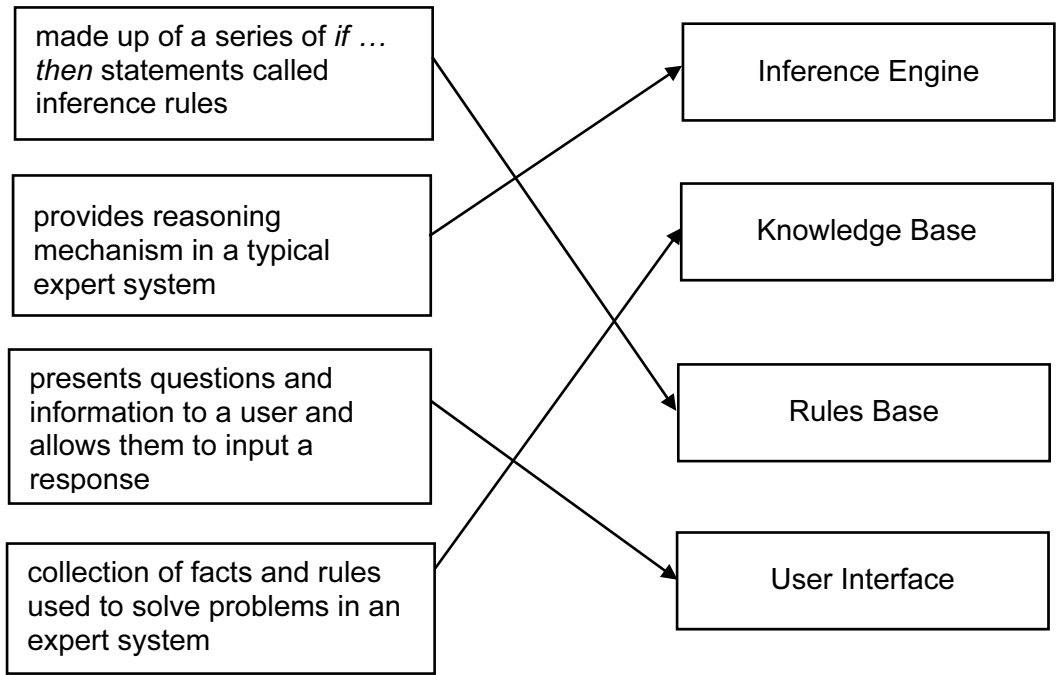 made up of a series of if …
then statements called
inference rules
Inference Engine
provides reasoning
mechanism in a typical
expert system
Knowledge Base
presents questions and
information to a user and
allows them to input a
response
Rules Base
collection of facts and rules
used to solve problems in an
expert system
User Interface